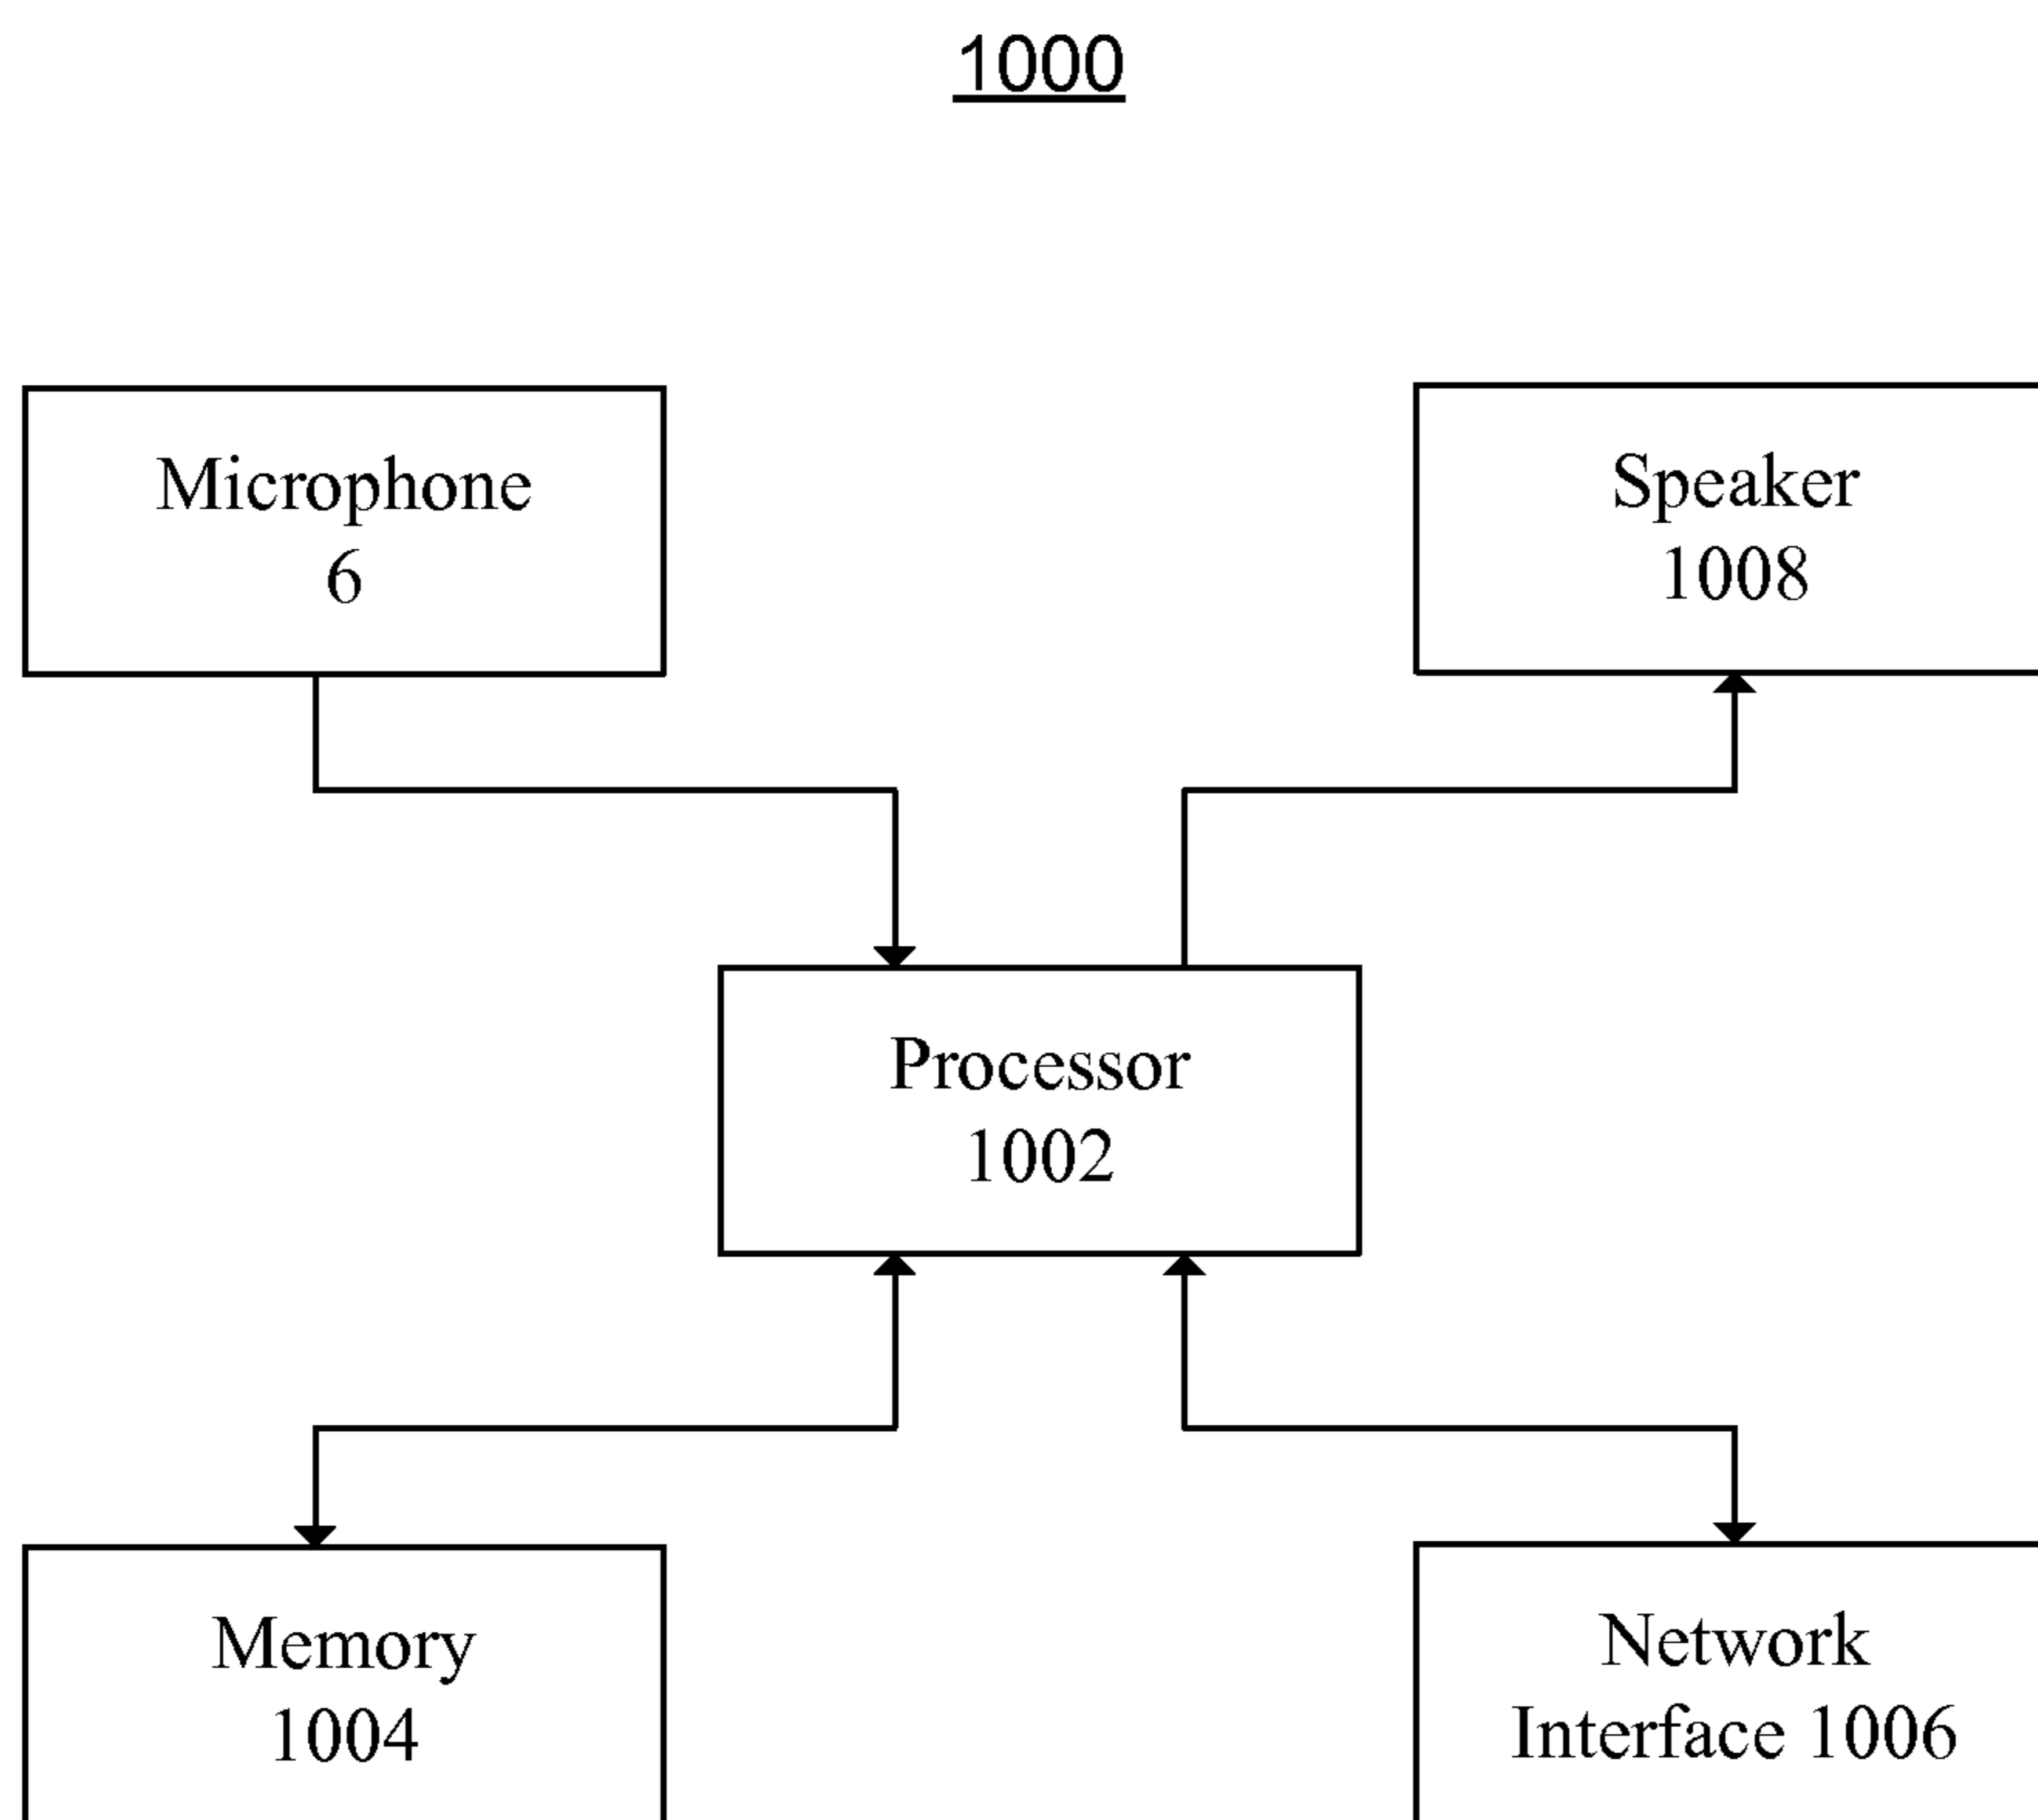 1000
Microphone
6
Speaker
1008
Processor
1002
Memory
1004
Network
Interface 1006